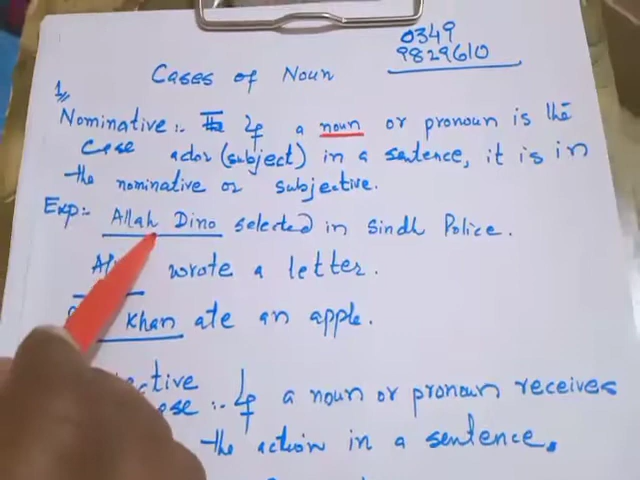 0349
9829610
Cases of Noun
1
Nominative:- If a noun or pronoun is the
Case actor (subject) in a sentence, it is in
the nominative or subjective.
Exp:- Allah Dino selected in Sindh Police.
wrote a letter.
Khan ate an apple.
If a noun or pronoun receives
the action in a sentence.